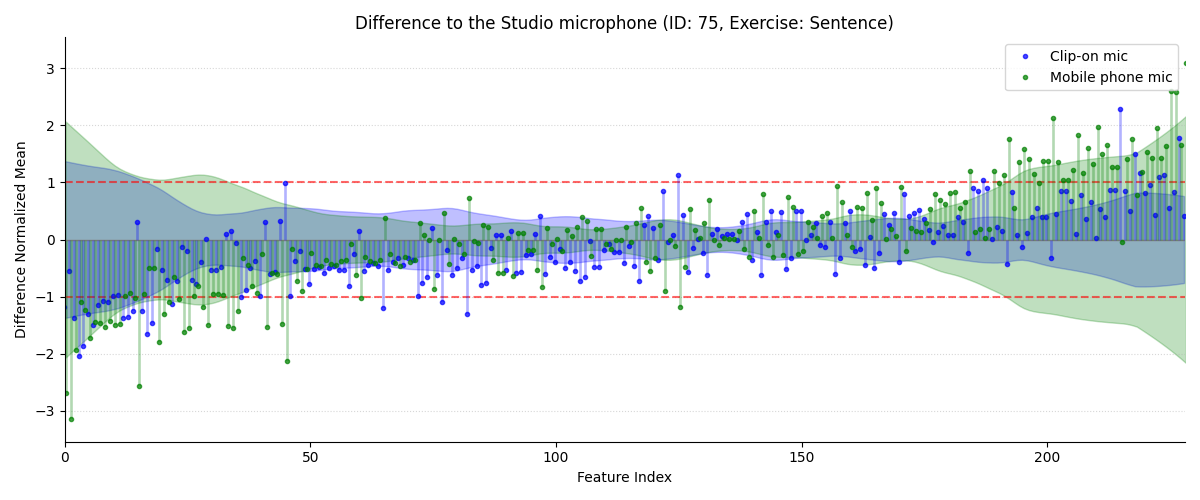 Difference to the Studio microphone (ID: 75, Exercise: Sentence)
Clip-on mic
Mobile phone mic
Difference Normalized Mean
3
2
1
0
−1
−2
−3
0 50 100 150 200
Feature Index